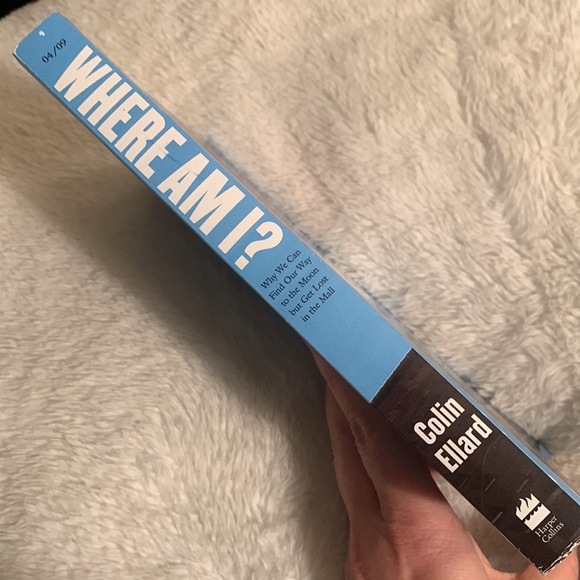 04/09
WHERE AM I?
Why We Can
Find Our Way
to the Moon
but Get Lost
in the Mall
Colin
Ellard
Harper
Collins